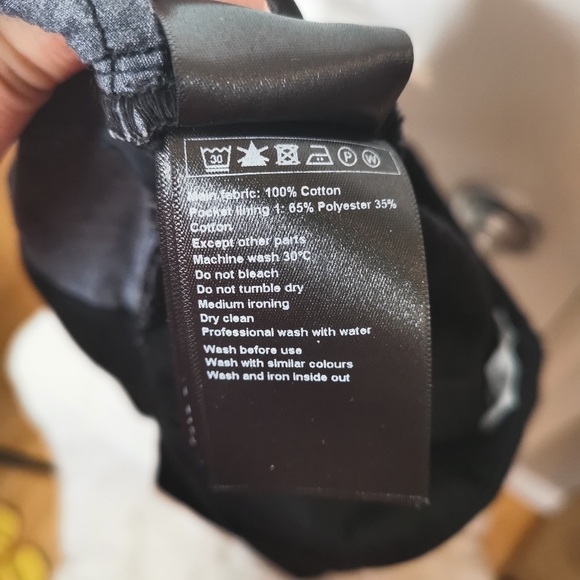 30 P W
Main fabric: 100% Cotton
Pocket lining 1: 65% Polyester 35%
Cotton
Except other parts
Machine wash 30°C
Do not bleach
Do not tumble dry
Medium ironing
Dry clean
Professional wash with water
Wash before use
Wash with similar colours
Wash and iron inside out